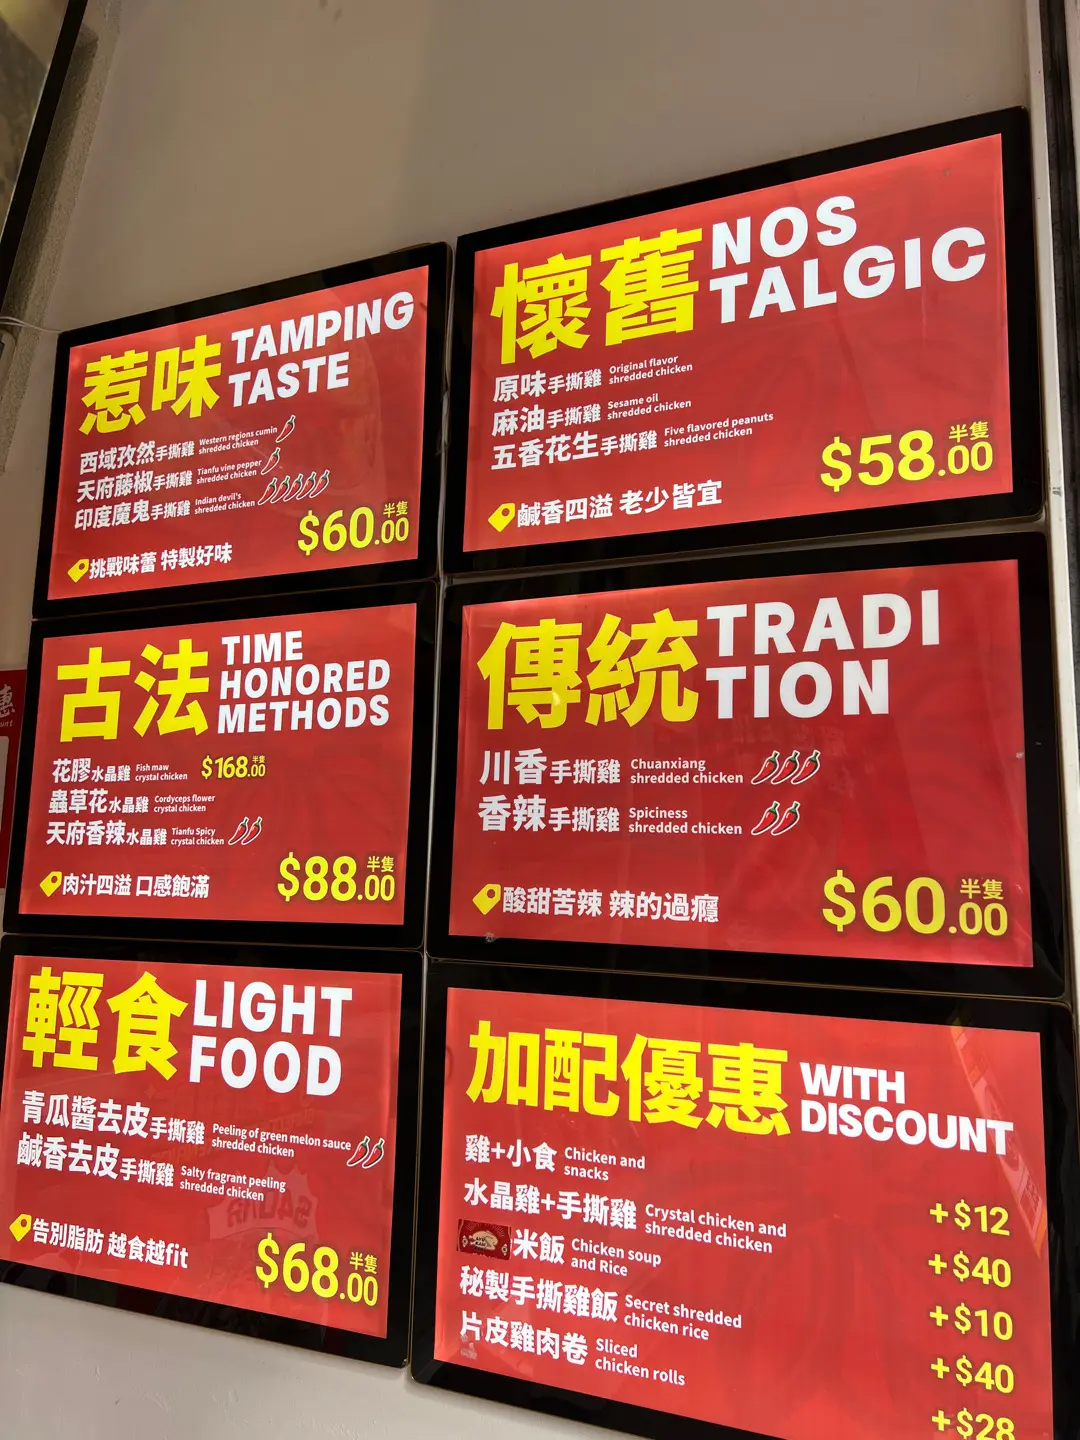 惹味 TAMPING
TASTE
西域孜然手撕雞 Western regions cumin
shredded chicken
天府藤椒手撕雞 Tianfu vine pepper
shredded chicken
印度魔鬼手撕雞 Indian devil's
shredded chicken
$60.00 半隻
挑戰味蕾 特製好味
懷舊 NOS
TALGIC
原味手撕雞 Original flavor
shredded chicken
麻油手撕雞 Sesame oil
shredded chicken
五香花生手撕雞 Five flavored peanuts
shredded chicken
$58.00 半隻
鹹香四溢 老少皆宜
古法 TIME
HONORED
METHODS
花膠水晶雞 Fish maw
crystal chicken $168.00 半隻
蟲草花水晶雞 Cordyceps flower
crystal chicken
天府香辣水晶雞 Tianfu Spicy
crystal chicken
$88.00 半隻
肉汁四溢 口感飽滿
傳統 TRADI
TION
川香手撕雞 Chuanxiang
shredded chicken
香辣手撕雞 Spiciness
shredded chicken
$60.00 半隻
酸甜苦辣 辣的過癮
輕食 LIGHT
FOOD
青瓜醬去皮手撕雞 Peeling of green melon sauce
shredded chicken
鹹香去皮手撕雞 Salty fragrant peeling
shredded chicken
$68.00 半隻
告別脂肪 越食越fit
加配優惠 WITH
DISCOUNT
雞+小食 Chicken and
snacks +$12
水晶雞+手撕雞 Crystal chicken and
shredded chicken +$40
米飯 Chicken soup
and Rice +$10
秘製手撕雞飯 Secret shredded
chicken rice +$40
片皮雞肉卷 Sliced
chicken rolls +$28